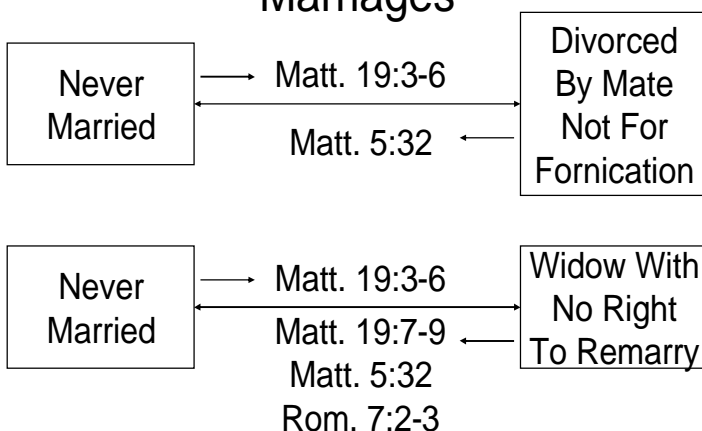 Marriages
Never
Married
Matt. 19:3-6
Matt. 5:32
Divorced
By Mate
Not For
Fornication
Never
Married
Matt. 19:3-6
Matt. 19:7-9
Matt. 5:32
Rom. 7:2-3
Widow With
No Right
To Remarry